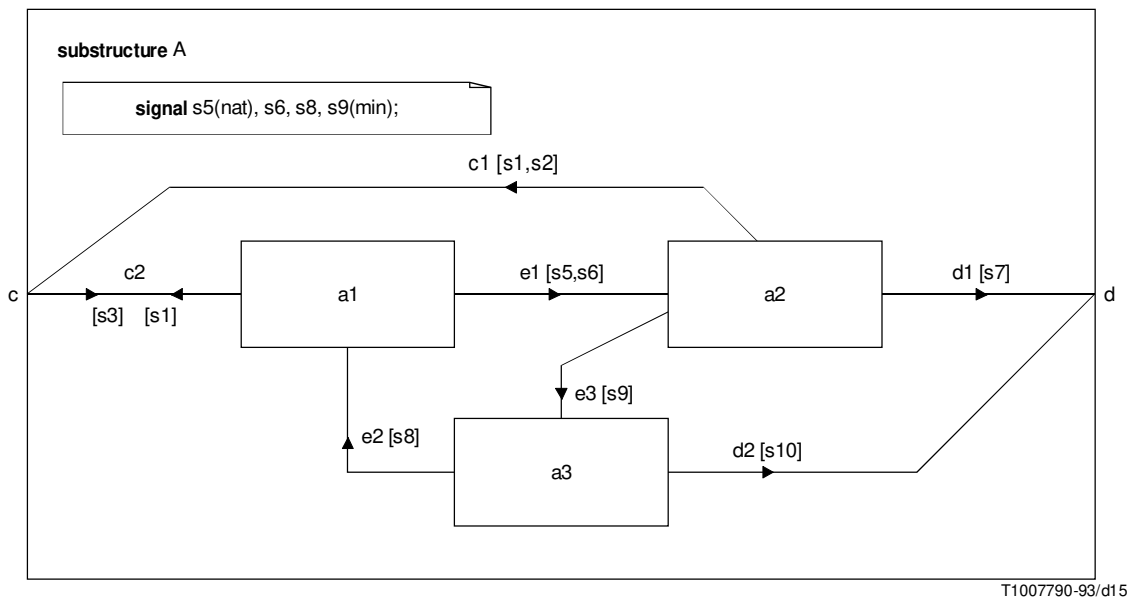 substructure A
signal s5(nat), s6, s8, s9(min);
c1 [s1,s2]
c2
e1 [s5,s6]
d1 [s7]
c
a1
a2
d
[s3] [s1]
e3 [s9]
e2 [s8]
d2 [s10]
a3
T1007790-93/d15